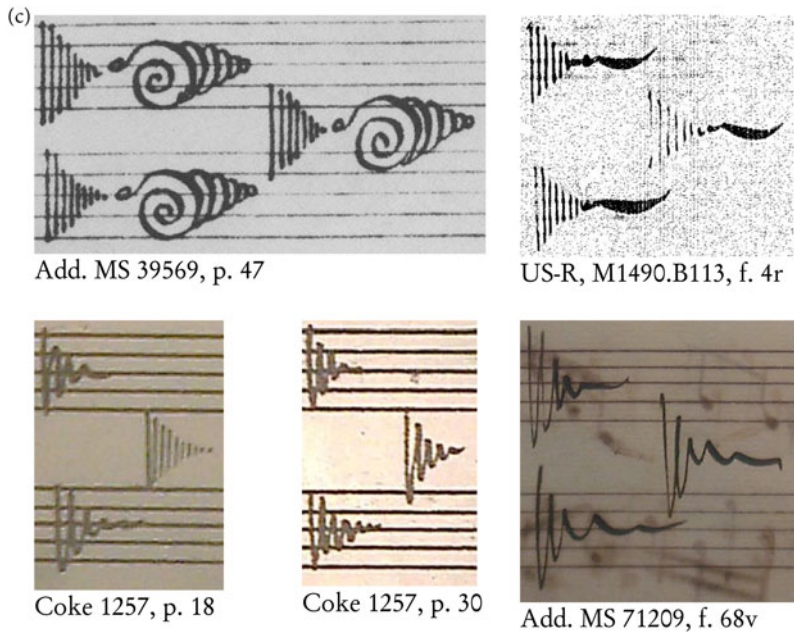 (c)
Add. MS 39569, p. 47
US-R, M1490.B113, f. 4r
Coke 1257, p. 18
Coke 1257, p. 30
Add. MS 71209, f. 68v